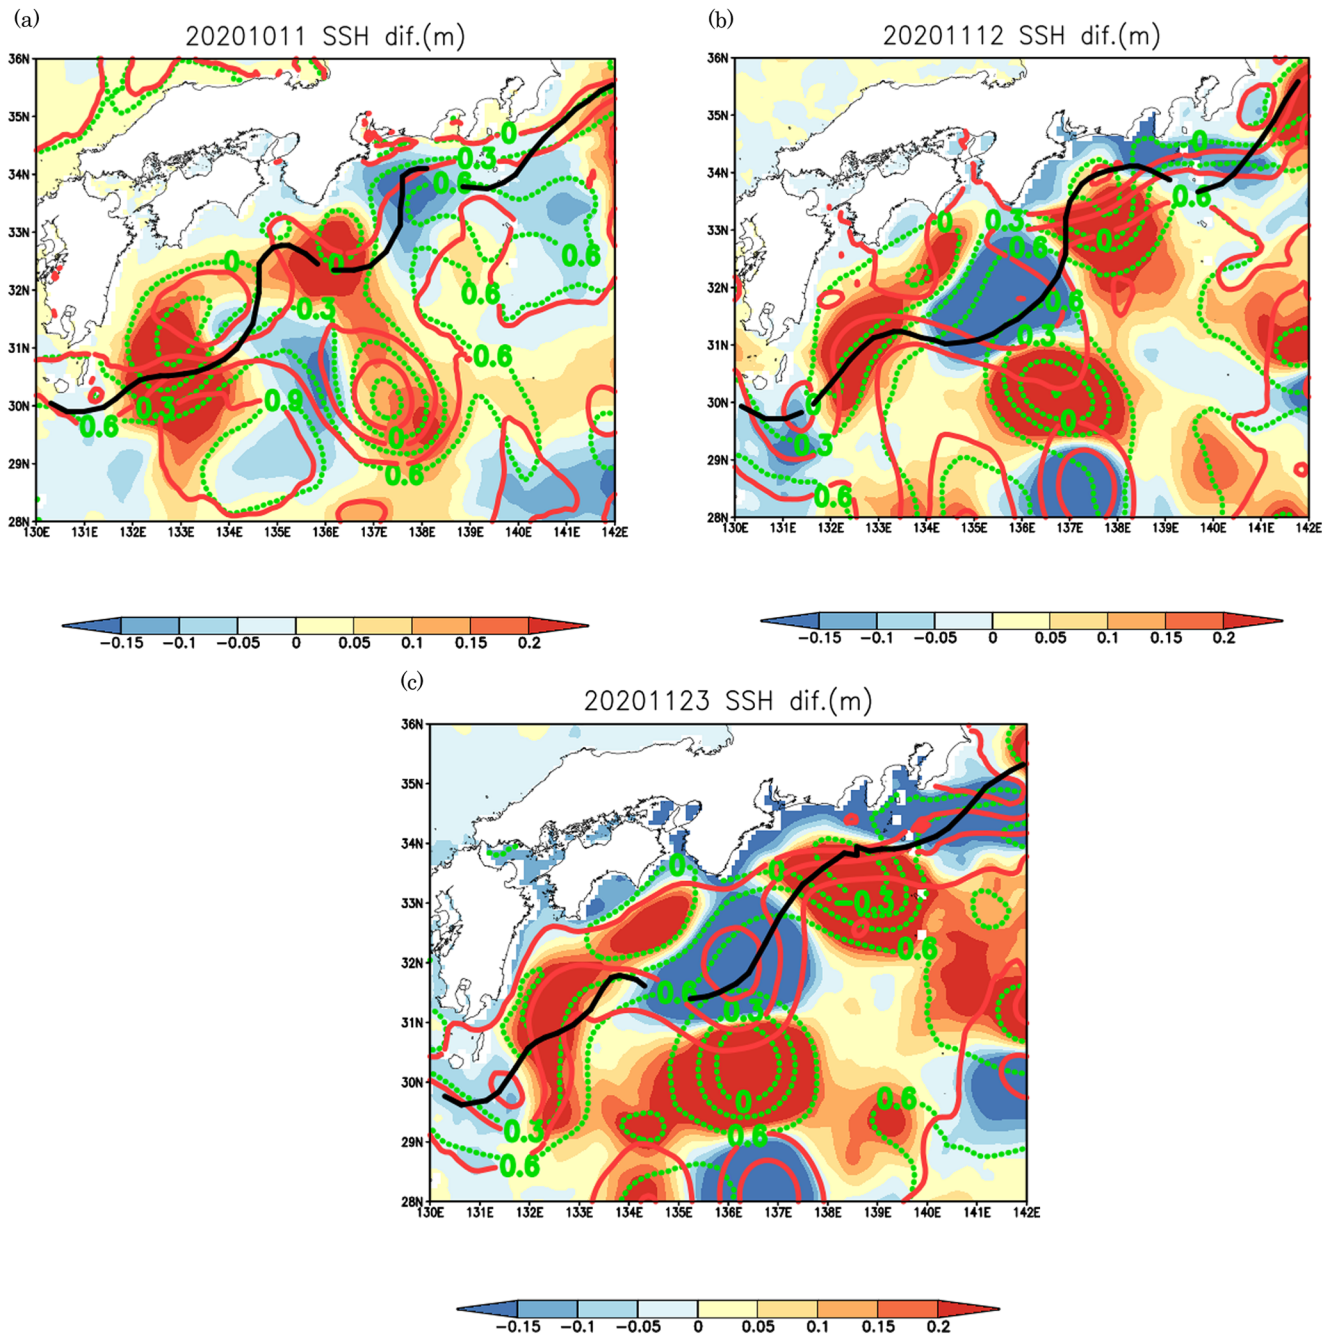 (a)
20201011 SSH dif.(m)
36N
35N
34N
33N
32N
31N
30N
29N
28N
130E 131E 132E 133E 134E 135E 136E 137E 138E 139E 140E 141E 142E
0
0.3
0.6
0.6
0
0
0.6
0.3
0.6
0.3
0.9
0.6
0
0.6
−0.15 −0.1 −0.05 0 0.05 0.1 0.15 0.2
(b)
20201112 SSH dif.(m)
36N
35N
34N
33N
32N
31N
30N
29N
28N
130E 131E 132E 133E 134E 135E 136E 137E 138E 139E 140E 141E 142E
0
0.6
0
0.3
0.6
0
0.6
0.3
0
0
0.3
0.6
−0.15 −0.1 −0.05 0 0.05 0.1 0.15 0.2
(c)
20201123 SSH dif.(m)
36N
35N
34N
33N
32N
31N
30N
29N
28N
130E 131E 132E 133E 134E 135E 136E 137E 138E 139E 140E 141E 142E
0
0
−0.3
0.6
0.6
0.3
0
0.6
0.3
0.6
0.6
−0.15 −0.1 −0.05 0 0.05 0.1 0.15 0.2